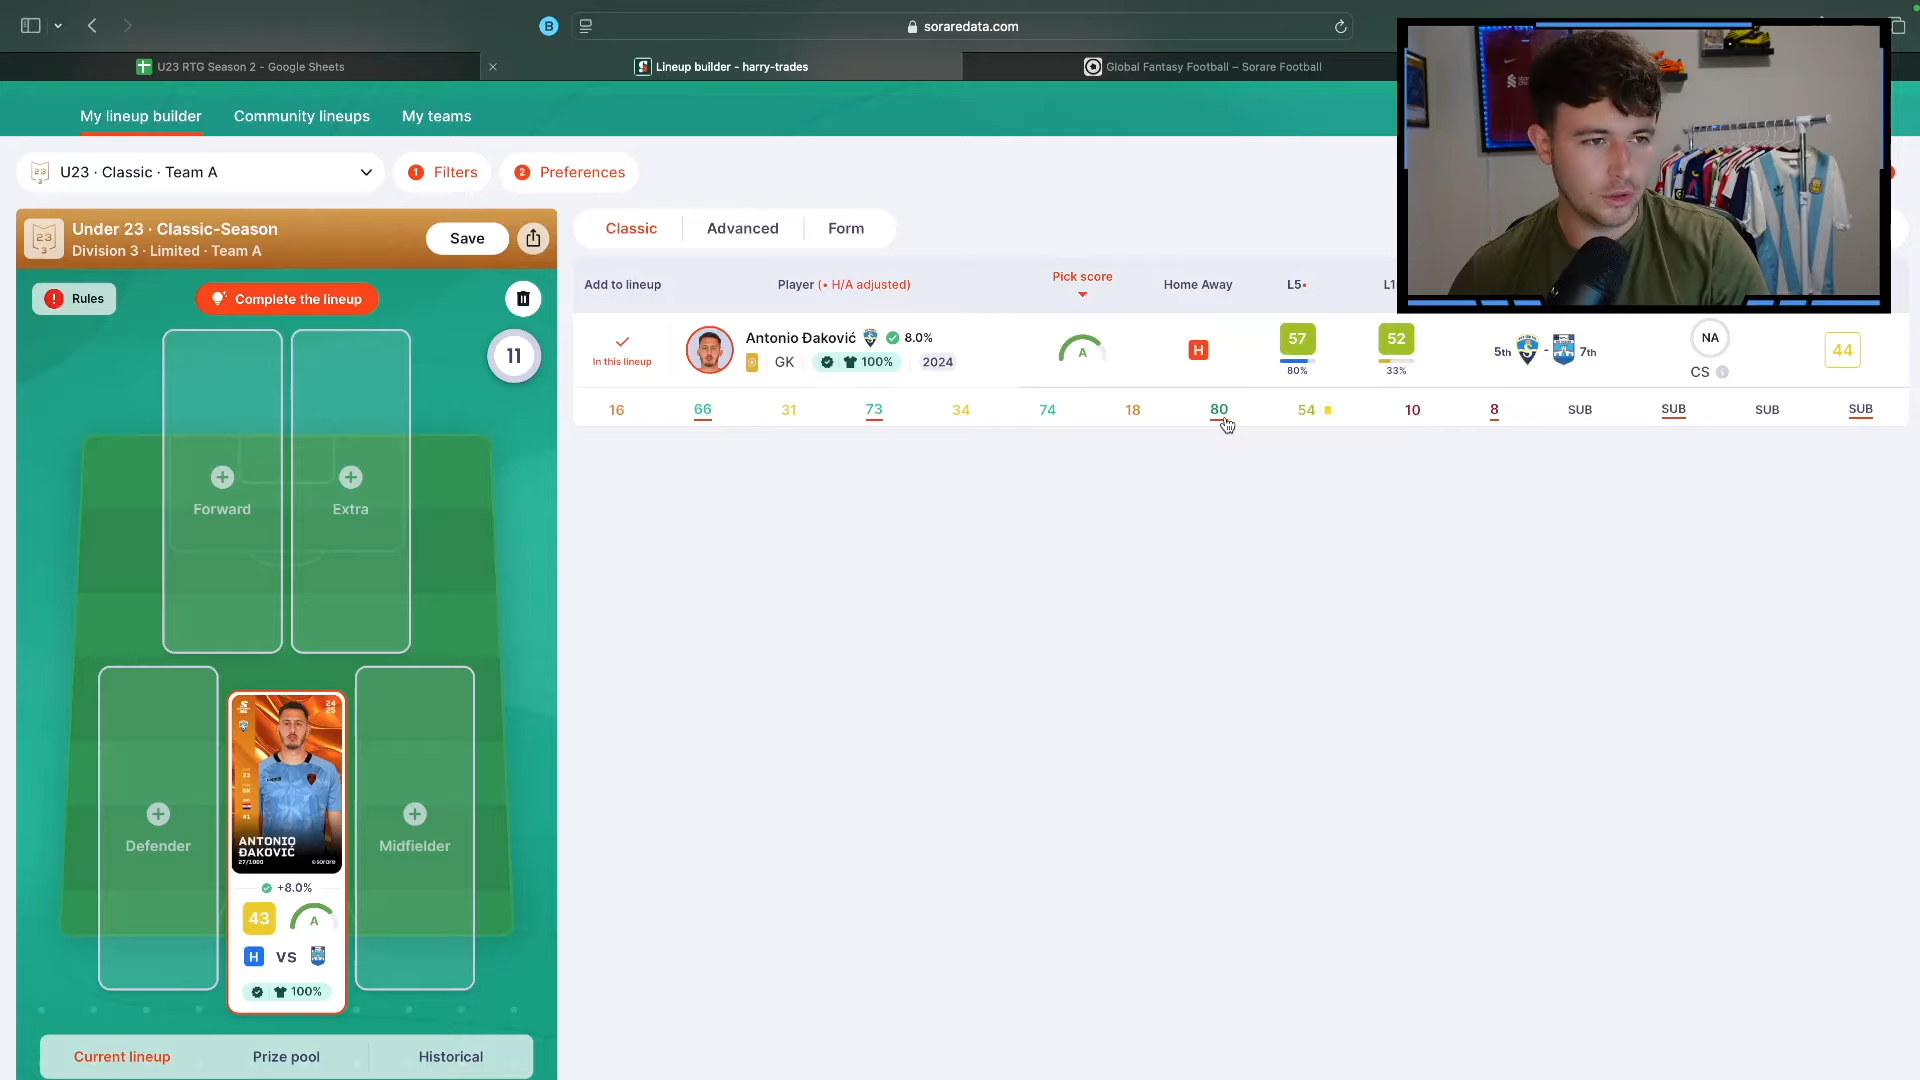 soraredata.com
U23 RTG Season 2 - Google Sheets
Lineup builder - harry-trades
Global Fantasy Football – Sorare Football
My lineup builder
Community lineups
My teams
U23 · Classic · Team A
1 Filters
2 Preferences
Under 23 · Classic-Season
Division 3 · Limited · Team A
Save
Rules
Complete the lineup
11
Forward
Extra
Defender
Midfielder
ANTONIO
ĐAKOVIĆ
27/1000
sorare
+8.0%
43
A
H VS
100%
Current lineup
Prize pool
Historical
Classic
Advanced
Form
Add to lineup
Player (• H/A adjusted)
Pick score
Home Away
L5•
L1
In this lineup
Antonio Đaković 8.0%
GK 100% 2024
A
H
57
80%
52
33%
5th - 7th
NA
CS
44
16 66 31 73 34 74 18 80 54 10 8 SUB SUB SUB SUB